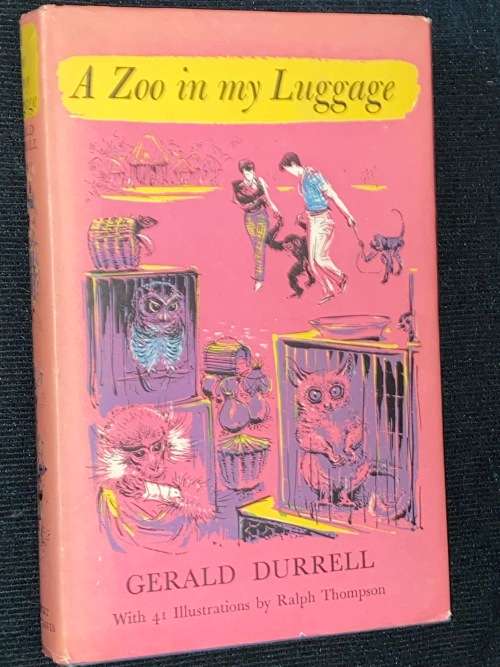 A Zoo in my Luggage
GERALD DURRELL
With 41 Illustrations by Ralph Thompson